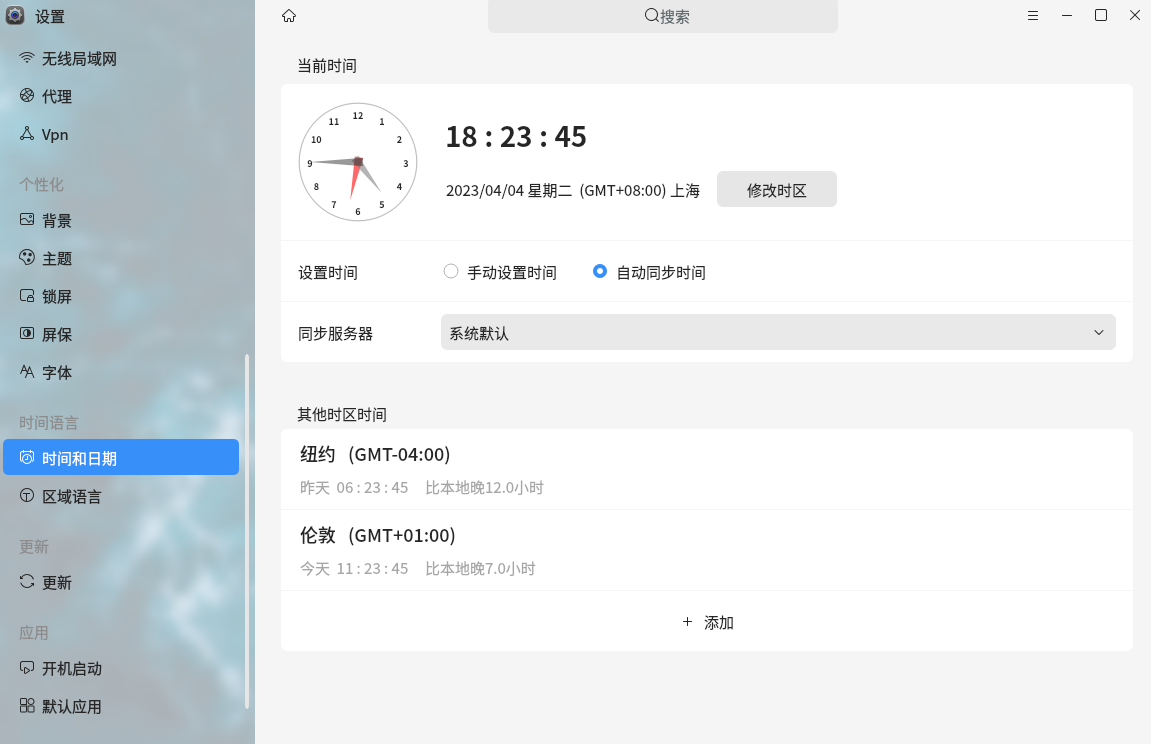 设置
无线局域网
代理
Vpn
个性化
背景
主题
锁屏
屏保
字体
时间语言
时间和日期
区域语言
更新
更新
应用
开机启动
默认应用
搜索
当前时间
12
1
2
3
4
5
6
7
8
9
10
11
18 : 23 : 45
2023/04/04 星期二 (GMT+08:00) 上海
修改时区
设置时间 手动设置时间 自动同步时间
同步服务器 系统默认
其他时区时间
纽约 (GMT-04:00)
昨天 06 : 23 : 45 比本地晚12.0小时
伦敦 (GMT+01:00)
今天 11 : 23 : 45 比本地晚7.0小时
+ 添加